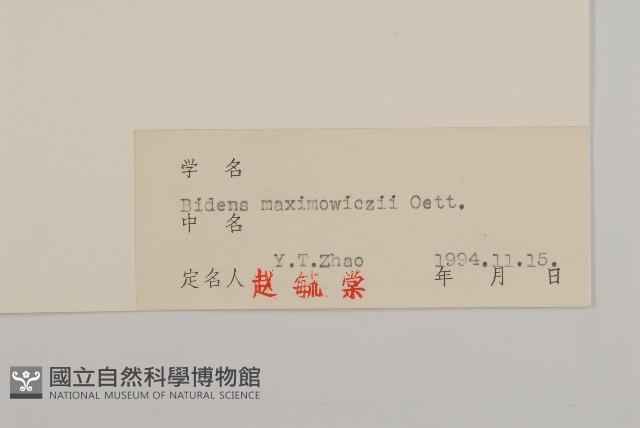 学 名
Bidens maximowiczii Oett.
中 名
Y.T.Zhao 1994.11.15.
定名人 赵毓棠 年 月 日
國立自然科學博物館
NATIONAL MUSEUM OF NATURAL SCIENCE